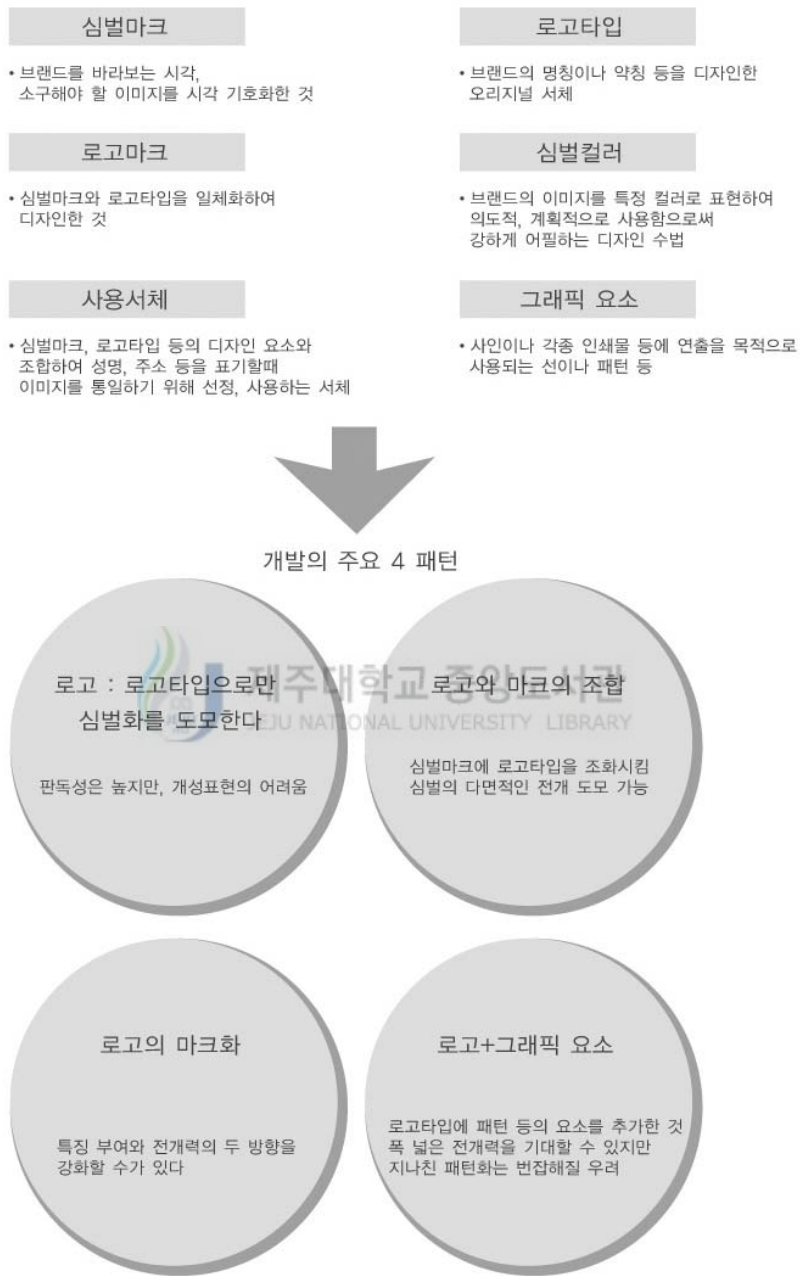 심벌마크
• 브랜드를 바라보는 시각,
소구해야 할 이미지를 시각 기호화한 것
로고타입
• 브랜드의 명칭이나 약칭 등을 디자인한
오리지널 서체
로고마크
• 심벌마크와 로고타입을 일체화하여
디자인한 것
심벌컬러
• 브랜드의 이미지를 특정 컬러로 표현하여
의도적, 계획적으로 사용함으로써
강하게 어필하는 디자인 수법
사용서체
• 심벌마크, 로고타입 등의 디자인 요소와
조합하여 성명, 주소 등을 표기할때
이미지를 통일하기 위해 선정, 사용하는 서체
그래픽 요소
• 사인이나 각종 인쇄물 등에 연출을 목적으로
사용되는 선이나 패턴 등
개발의 주요 4 패턴
로고 : 로고타입으로만
심벌화를 도모한다
판독성은 높지만, 개성표현의 어려움
제주대학교 중앙도서관
JEJU NATIONAL UNIVERSITY LIBRARY
로고와 마크의 조합
심벌마크에 로고타입을 조화시킴
심벌의 다면적인 전개 도모 가능
로고의 마크화
특징 부여와 전개력의 두 방향을
강화할 수가 있다
로고+그래픽 요소
로고타입에 패턴 등의 요소를 추가한 것
폭 넓은 전개력을 기대할 수 있지만
지나친 패턴화는 번잡해질 우려